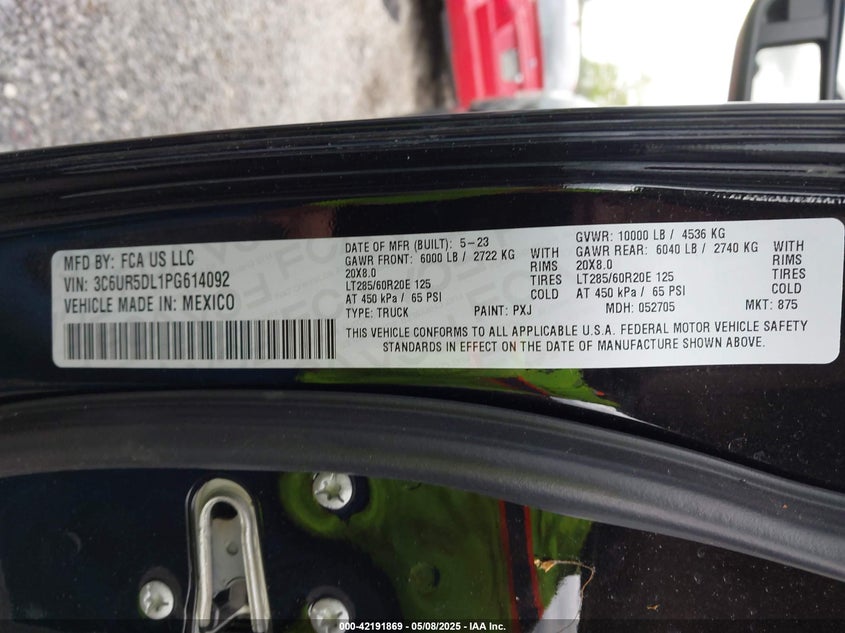 MFD BY: FCA US LLC
VIN: 3C6UR5DL1PG614092
VEHICLE MADE IN: MEXICO
DATE OF MFR (BUILT): 5-23
GAWR FRONT: 6000 LB / 2722 KG WITH
20X8.0 RIMS
LT285/60R20E 125 TIRES
AT 450 kPa / 65 PSI COLD
TYPE: TRUCK PAINT: PXJ
GVWR: 10000 LB / 4536 KG
GAWR REAR: 6040 LB / 2740 KG WITH
20X8.0 RIMS
LT285/60R20E 125 TIRES
AT 450 kPa / 65 PSI COLD
MDH: 052705 MKT: 875
THIS VEHICLE CONFORMS TO ALL APPLICABLE U.S.A. FEDERAL MOTOR VEHICLE SAFETY
STANDARDS IN EFFECT ON THE DATE OF MANUFACTURE SHOWN ABOVE.
000-42191869 - 05/08/2025 - IAA Inc.